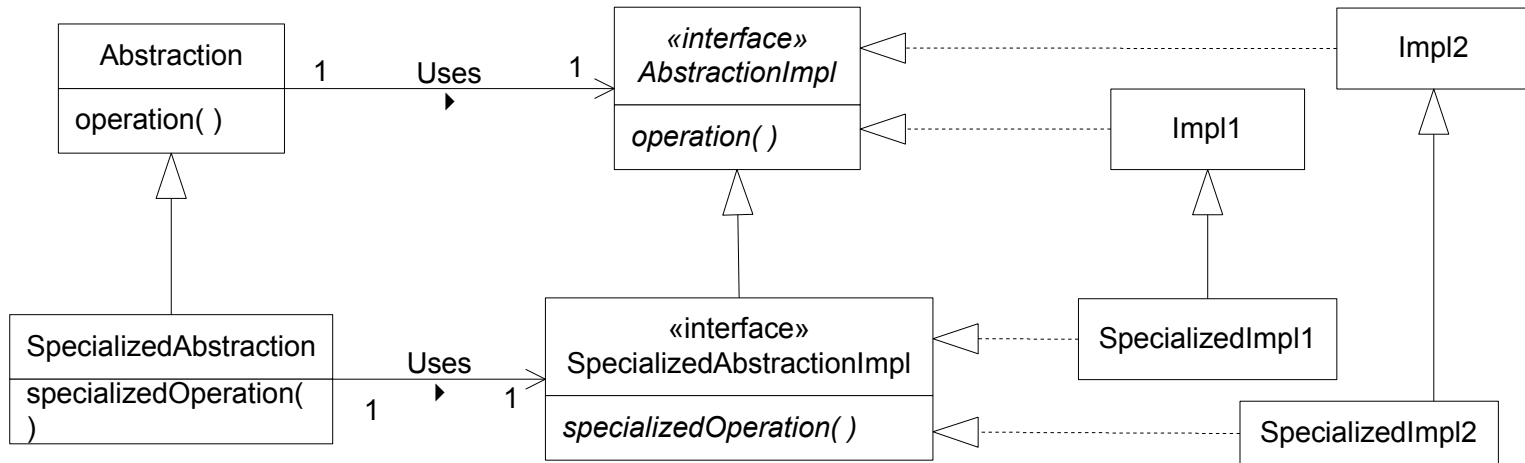 Abstraction
operation( )
1
Uses
1
«interface»
AbstractionImpl
operation( )
Impl2
Impl1
SpecializedAbstraction
specializedOperation(
)
Uses
1
1
«interface»
SpecializedAbstractionImpl
specializedOperation( )
SpecializedImpl1
SpecializedImpl2